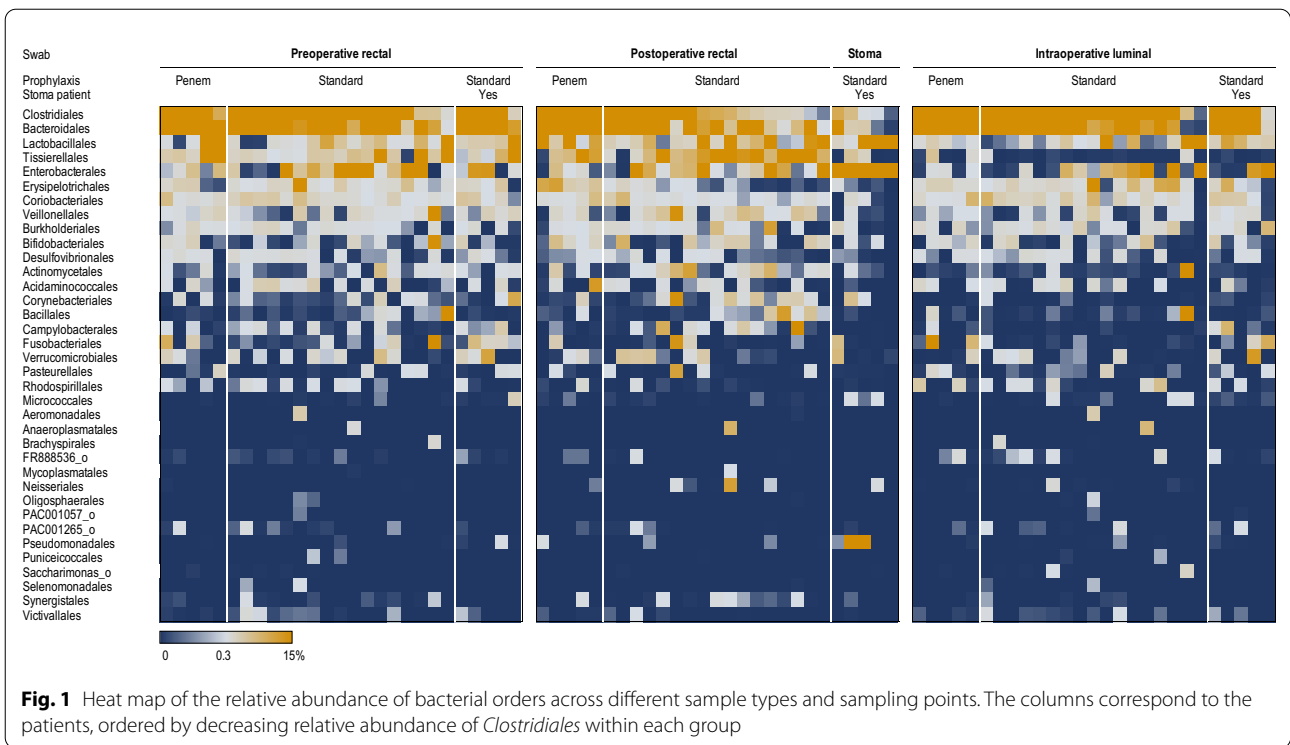 Swab Preoperative rectal Postoperative rectal Stoma Intraoperative luminal
Prophylaxis Penem Standard Standard Penem Standard Standard Penem Standard Standard
Stoma patient Yes Yes Yes
Clostridiales
Bacteroidales
Lactobacillales
Tissierellales
Enterobacterales
Erysipelotrichales
Coriobacteriales
Veillonellales
Burkholderiales
Bifidobacteriales
Desulfovibrionales
Actinomycetales
Acidaminococcales
Corynebacteriales
Bacillales
Campylobacterales
Fusobacteriales
Verrucomicrobiales
Pasteurellales
Rhodospirillales
Micrococcales
Aeromonadales
Anaeroplasmatales
Brachyspirales
FR888536_o
Mycoplasmatales
Neisseriales
Oligosphaerales
PAC001057_o
PAC001265_o
Pseudomonadales
Puniceicoccales
Saccharimonas_o
Selenomonadales
Synergistales
Victivallales
0 0.3 15%
Fig. 1 Heat map of the relative abundance of bacterial orders across different sample types and sampling points. The columns correspond to the
patients, ordered by decreasing relative abundance of Clostridiales within each group